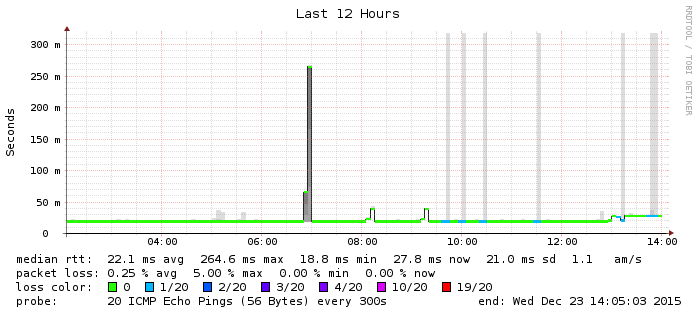 Last 12 Hours
RRDTOOL / TOBI OETIKER
Seconds
300 m
250 m
200 m
150 m
100 m
50 m
0
04:00 06:00 08:00 10:00 12:00 14:00
median rtt: 22.1 ms avg 264.6 ms max 18.8 ms min 27.8 ms now 21.0 ms sd 1.1 am/s
packet loss: 0.25 % avg 5.00 % max 0.00 % min 0.00 % now
loss color: 0 1/20 2/20 3/20 4/20 10/20 19/20
probe: 20 ICMP Echo Pings (56 Bytes) every 300s end: Wed Dec 23 14:05:03 2015